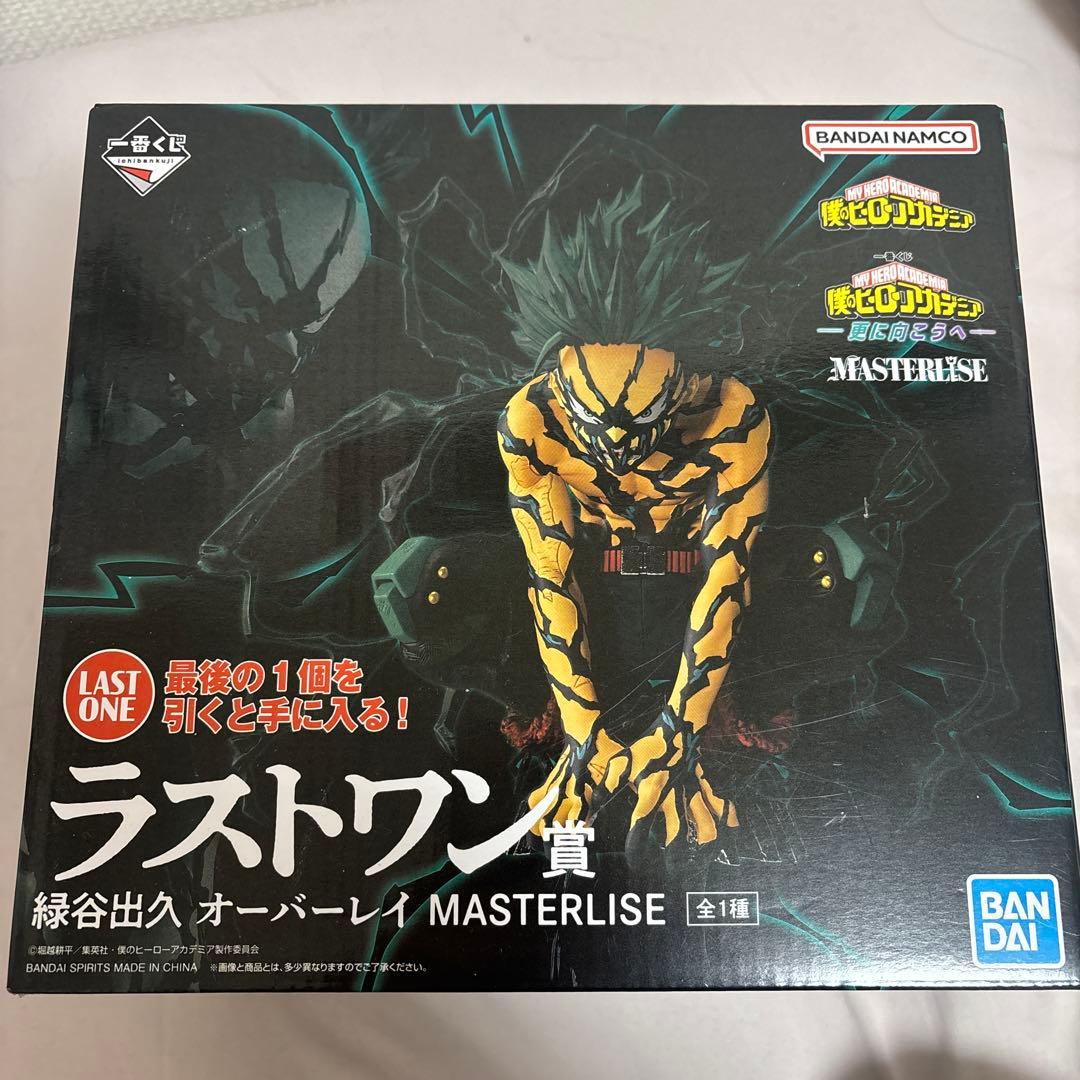 一番くじ
ichibankuji
BANDAI NAMCO
MY HERO ACADEMIA
僕のヒーローアカデミア
一番くじ
MY HERO ACADEMIA
僕のヒーローアカデミア
更に向こうへ
MASTERLISE
LAST
ONE
最後の1個を
引くと手に入る!
ラストワン賞
緑谷出久 オーバーレイ MASTERLISE 全1種
BAN
DAI
©堀越耕平/集英社・僕のヒーローアカデミア製作委員会
BANDAI SPIRITS MADE IN CHINA ※画像と商品とは、多少異なりますのでご了承ください。